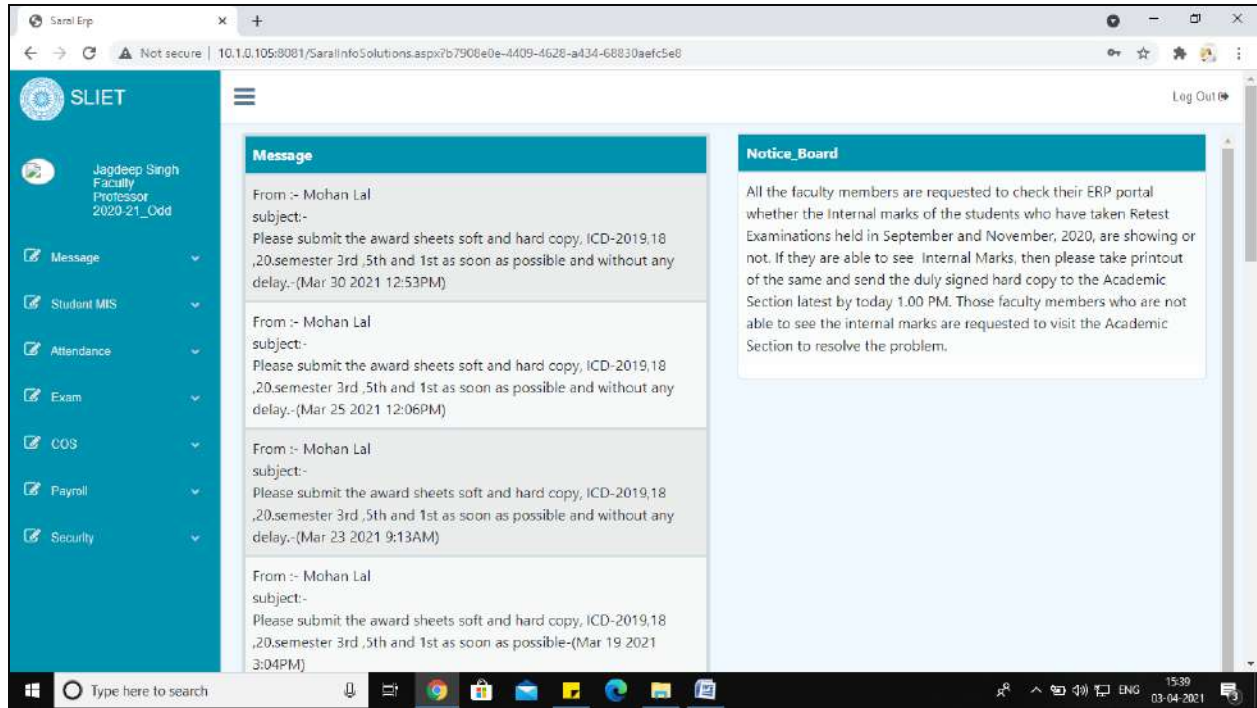 Saral Erp
Not secure | 10.1.0.105:8081/SaralInfoSolutions.aspx?b7908e0e-4409-4628-a434-68830aefc5e8
SLIET
Log Out
Jagdeep Singh
Faculty
Professor
2020-21_Odd
Message
Student MIS
Attendance
Exam
COS
Payroll
Security
Message
From :- Mohan Lal
subject:-
Please submit the award sheets soft and hard copy, ICD-2019,18
,20.semester 3rd ,5th and 1st as soon as possible and without any
delay.-(Mar 30 2021 12:53PM)
From :- Mohan Lal
subject:-
Please submit the award sheets soft and hard copy, ICD-2019,18
,20.semester 3rd ,5th and 1st as soon as possible and without any
delay.-(Mar 25 2021 12:06PM)
From :- Mohan Lal
subject:-
Please submit the award sheets soft and hard copy, ICD-2019,18
,20.semester 3rd ,5th and 1st as soon as possible and without any
delay.-(Mar 23 2021 9:13AM)
From :- Mohan Lal
subject:-
Please submit the award sheets soft and hard copy, ICD-2019,18
,20.semester 3rd ,5th and 1st as soon as possible-(Mar 19 2021
3:04PM)
Notice_Board
All the faculty members are requested to check their ERP portal
whether the Internal marks of the students who have taken Retest
Examinations held in September and November, 2020, are showing or
not. If they are able to see Internal Marks, then please take printout
of the same and send the duly signed hard copy to the Academic
Section latest by today 1.00 PM. Those faculty members who are not
able to see the internal marks are requested to visit the Academic
Section to resolve the problem.
Type here to search
ENG
15:39
03-04-2021